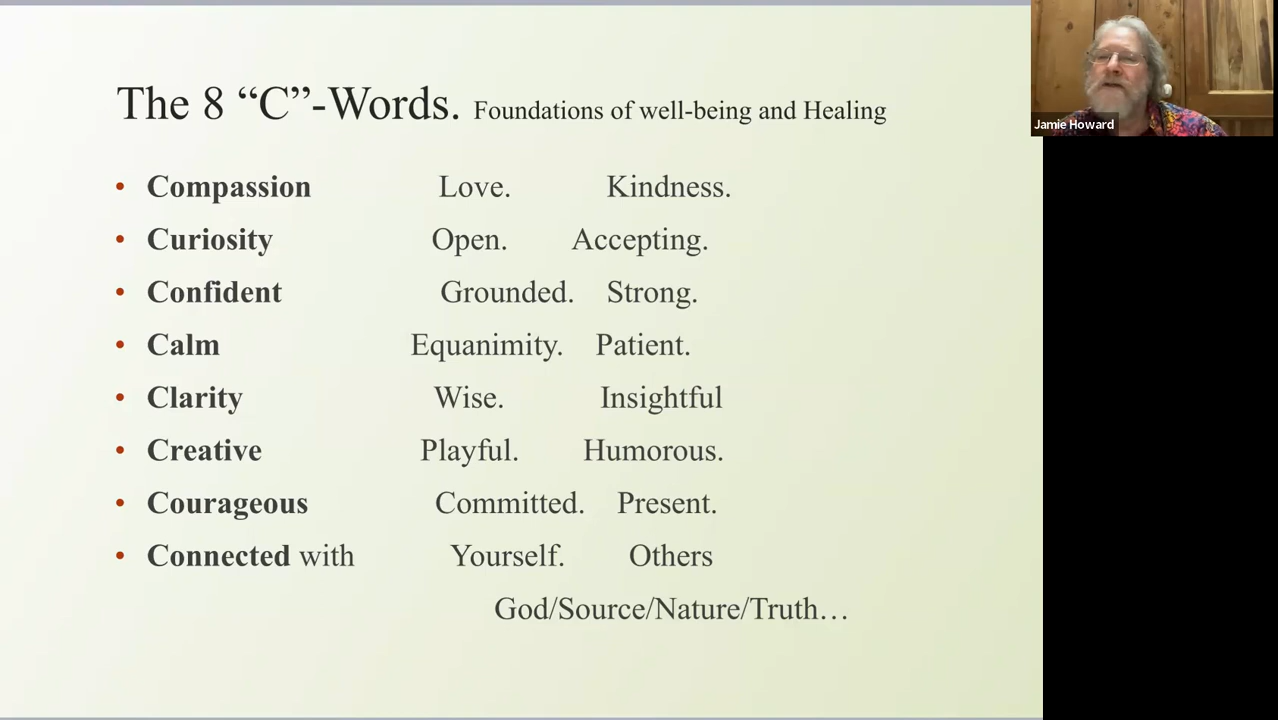 The 8 “C”-Words. Foundations of well-being and Healing
• Compassion Love. Kindness.
• Curiosity Open. Accepting.
• Confident Grounded. Strong.
• Calm Equanimity. Patient.
• Clarity Wise. Insightful
• Creative Playful. Humorous.
• Courageous Committed. Present.
• Connected with Yourself. Others
God/Source/Nature/Truth…
Jamie Howard